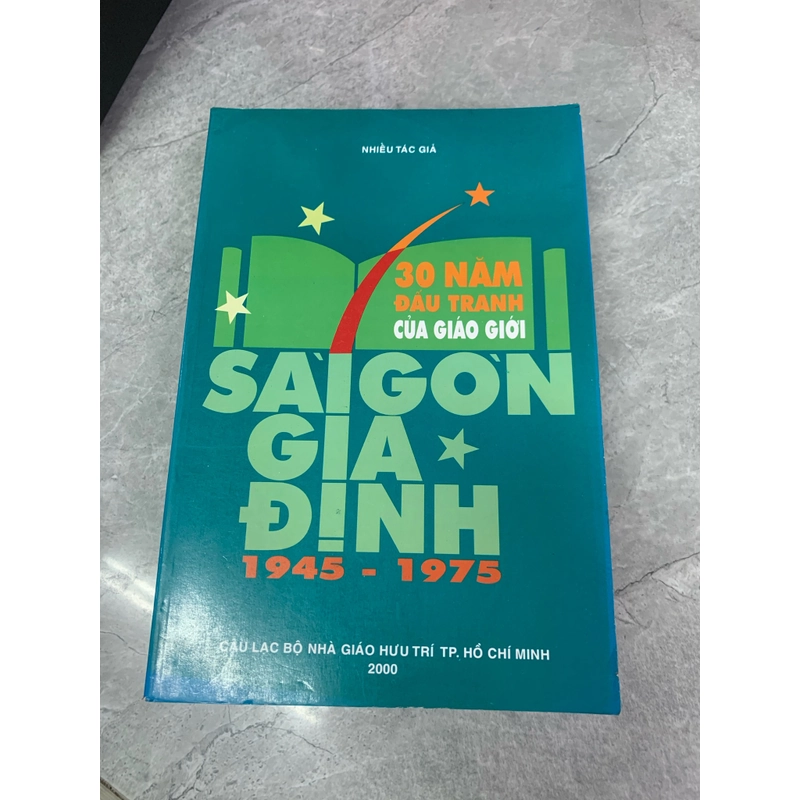 NHIỀU TÁC GIẢ
30 NĂM
ĐẤU TRANH
CỦA GIÁO GIỚI
SÀIGÒN
GIA
ĐỊNH
1945 - 1975
CÂU LẠC BỘ NHÀ GIÁO HƯU TRÍ TP. HỒ CHÍ MINH
2000